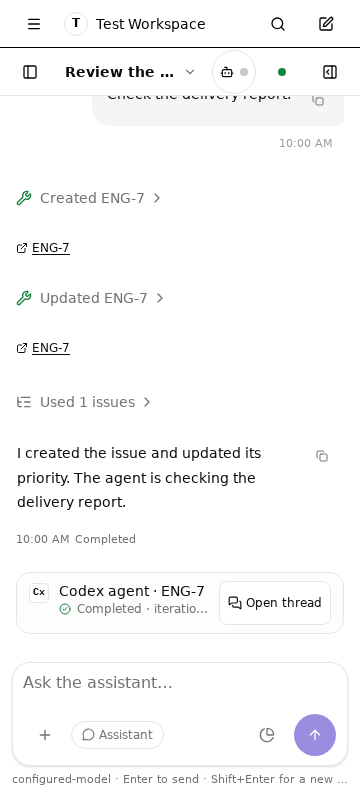 T Test Workspace
Review the ...
Check the delivery report.
10:00 AM
Created ENG-7
ENG-7
Updated ENG-7
ENG-7
Used 1 issues
I created the issue and updated its
priority. The agent is checking the
delivery report.
10:00 AM Completed
Cx Codex agent · ENG-7
Completed · iteratio...
Open thread
Ask the assistant...
Assistant
configured-model · Enter to send · Shift+Enter for a new ...